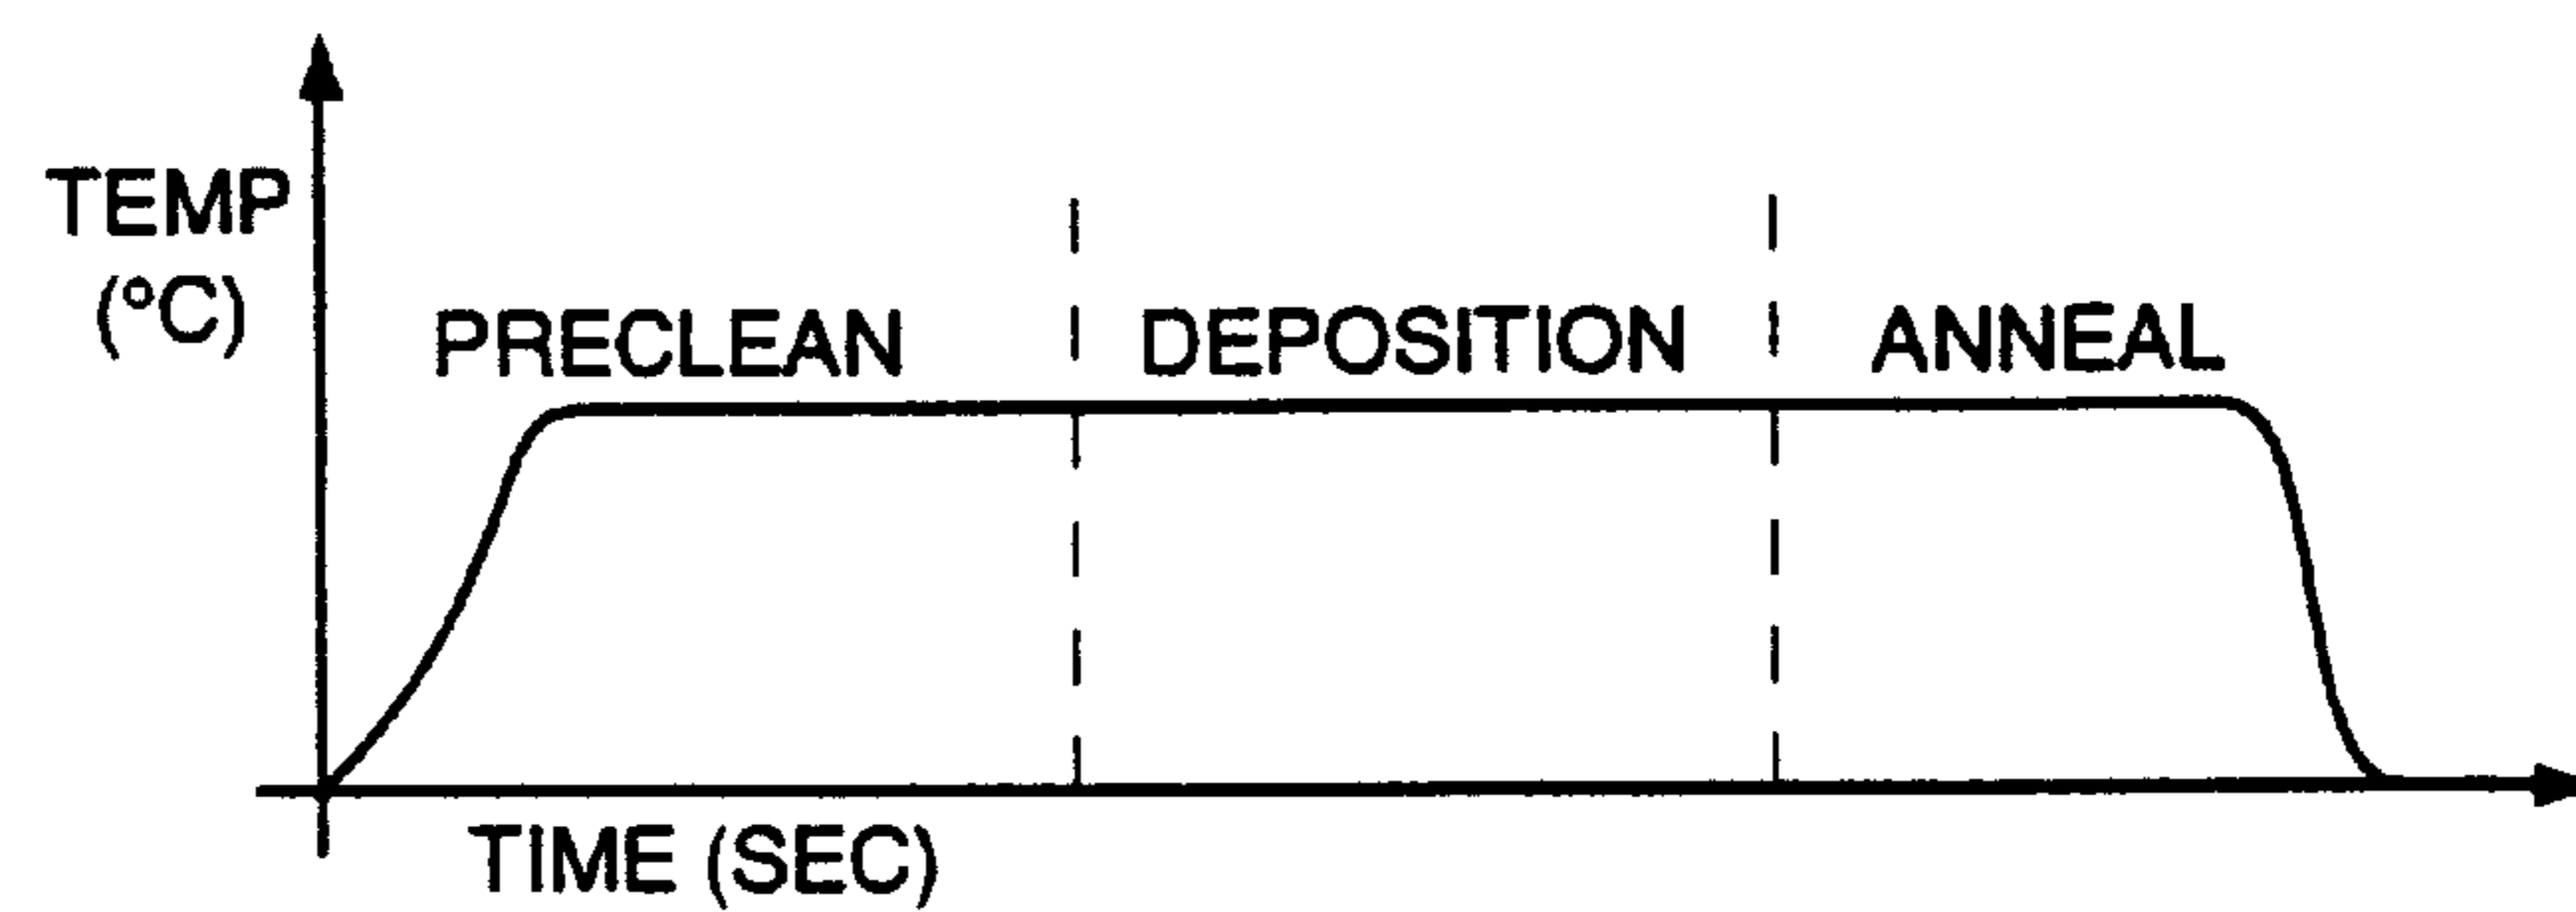 TEMP
(°C)
PRECLEAN
DEPOSITION
ANNEAL
TIME (SEC)